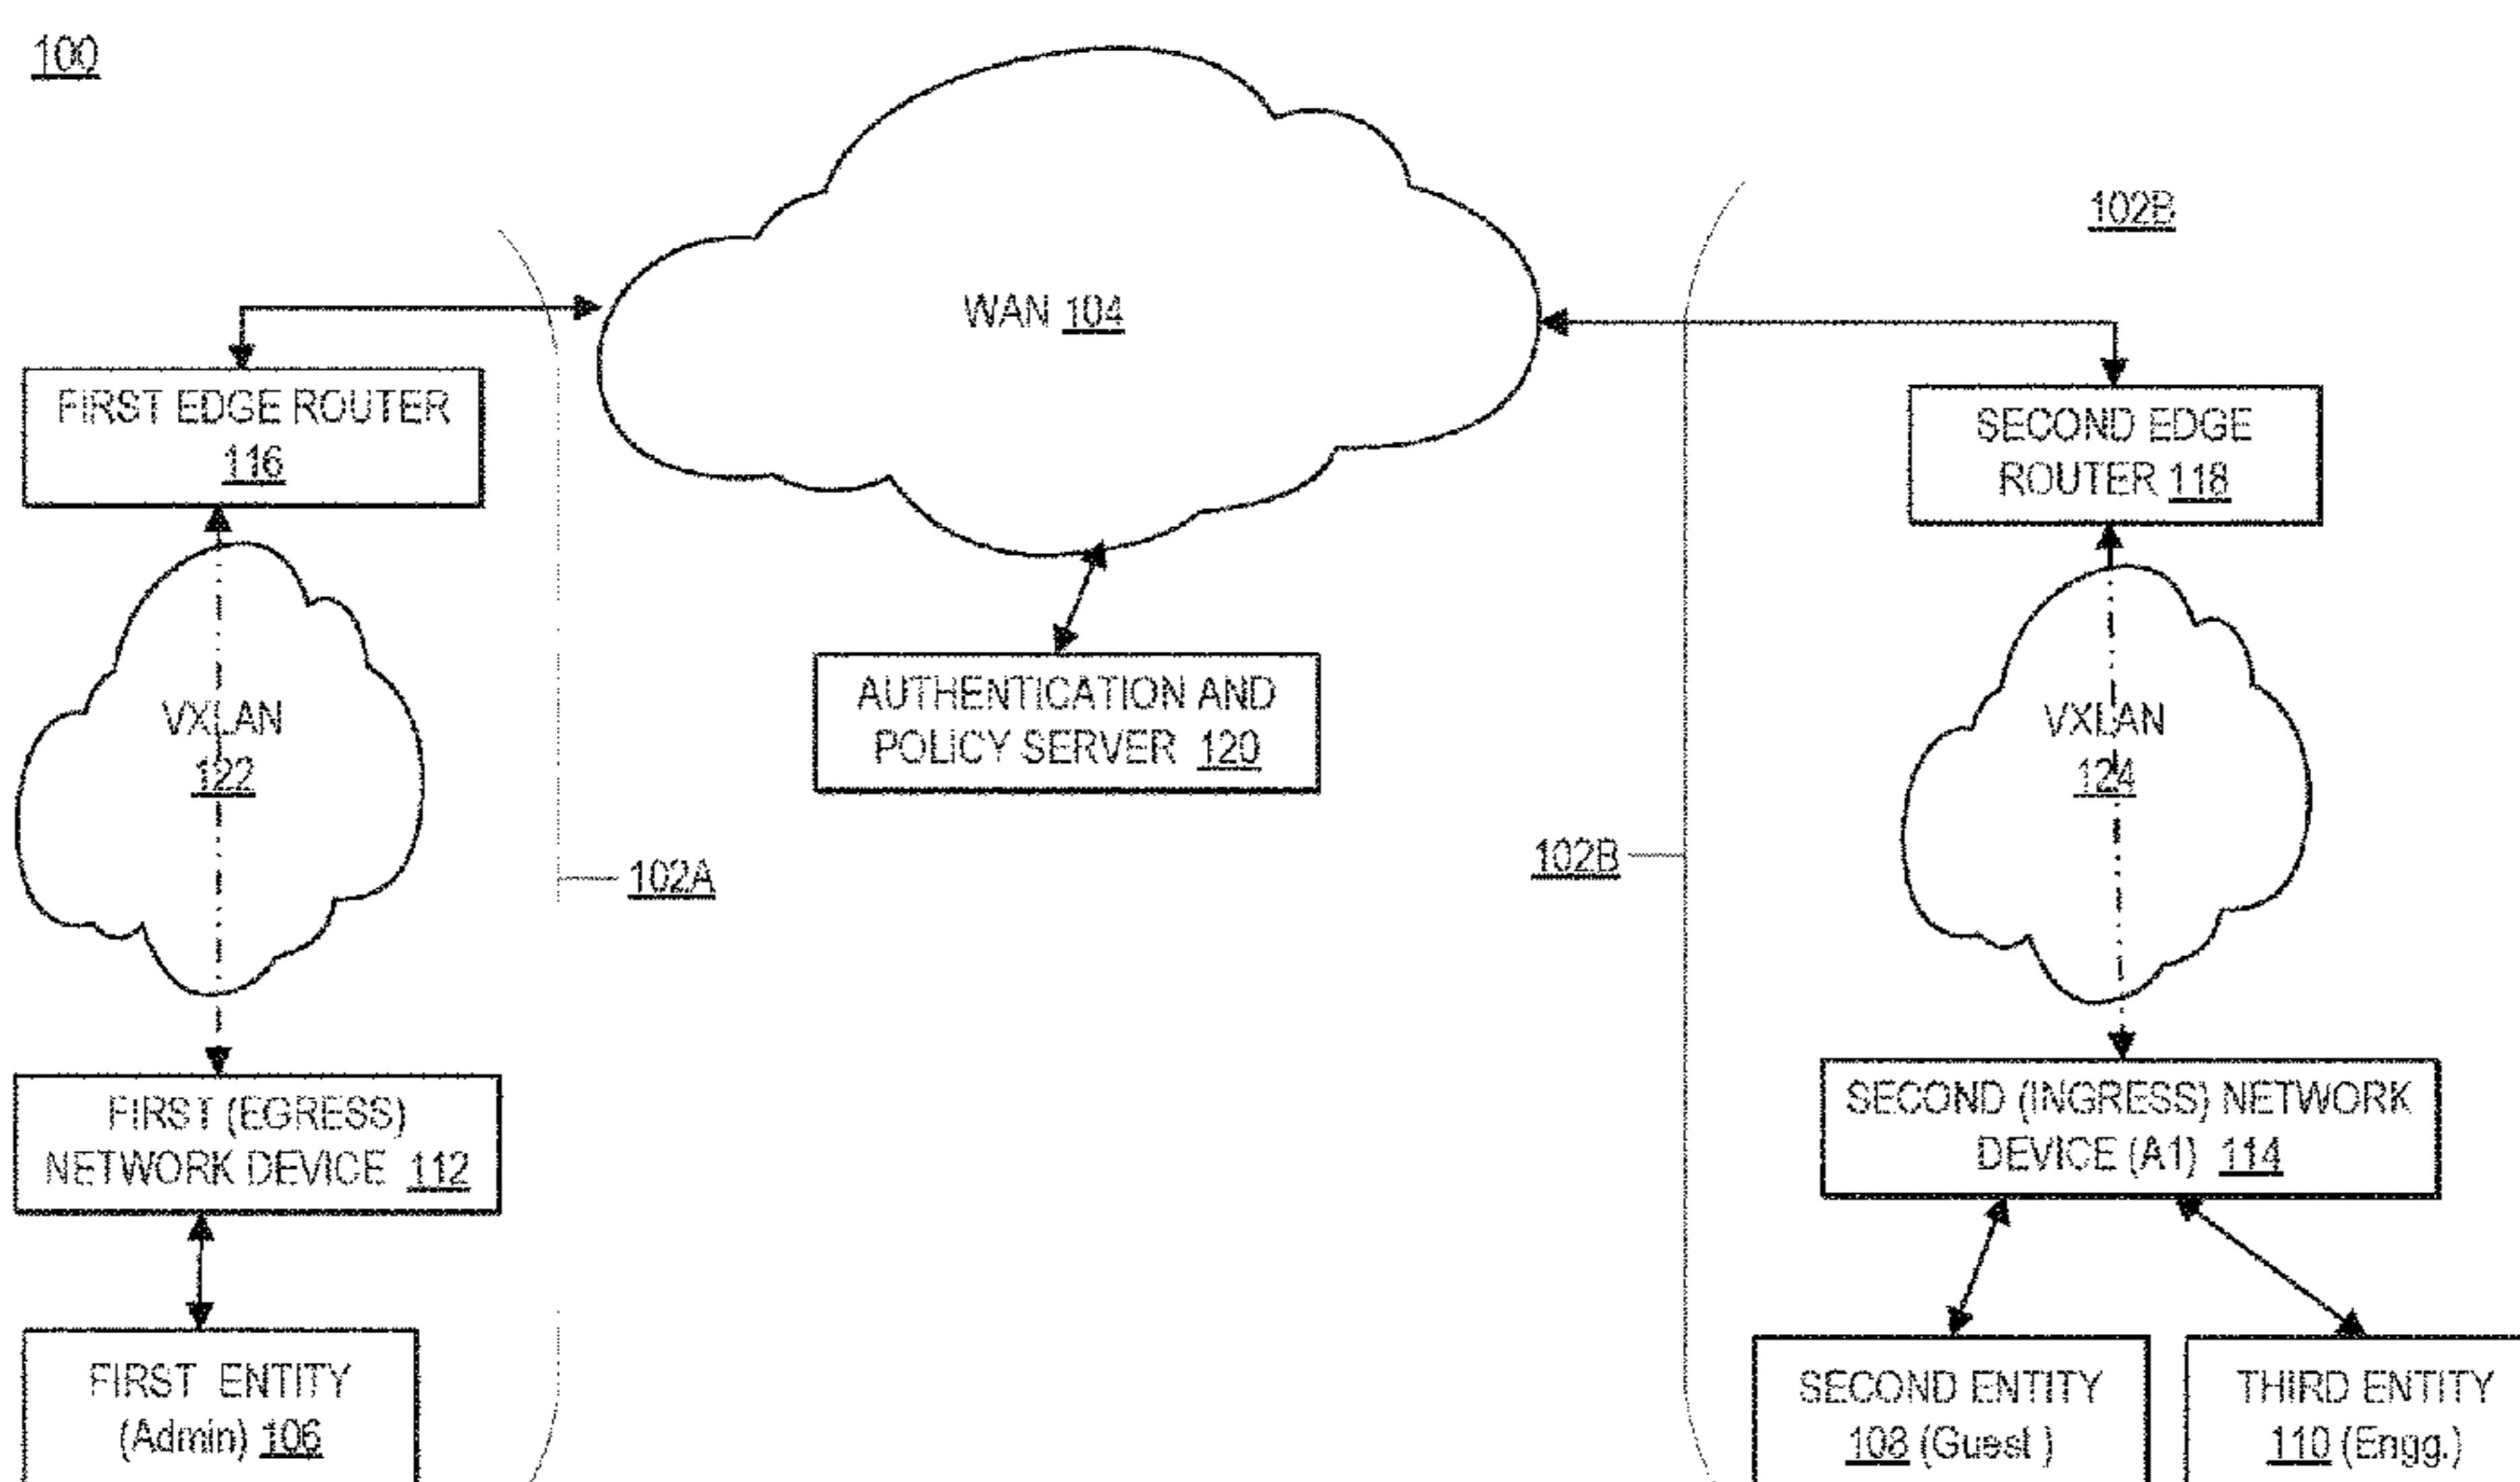 100
102B
WAN 104
FIRST EDGE ROUTER
116
SECOND EDGE
ROUTER 118
AUTHENTICATION AND
POLICY SERVER 120
VXLAN
122
VXLAN
124
102A
102B
FIRST (EGRESS)
NETWORK DEVICE 112
SECOND (INGRESS) NETWORK
DEVICE (A1) 114
FIRST ENTITY
(Admin) 106
SECOND ENTITY
108 (Guest )
THIRD ENTITY
110 (Engg.)